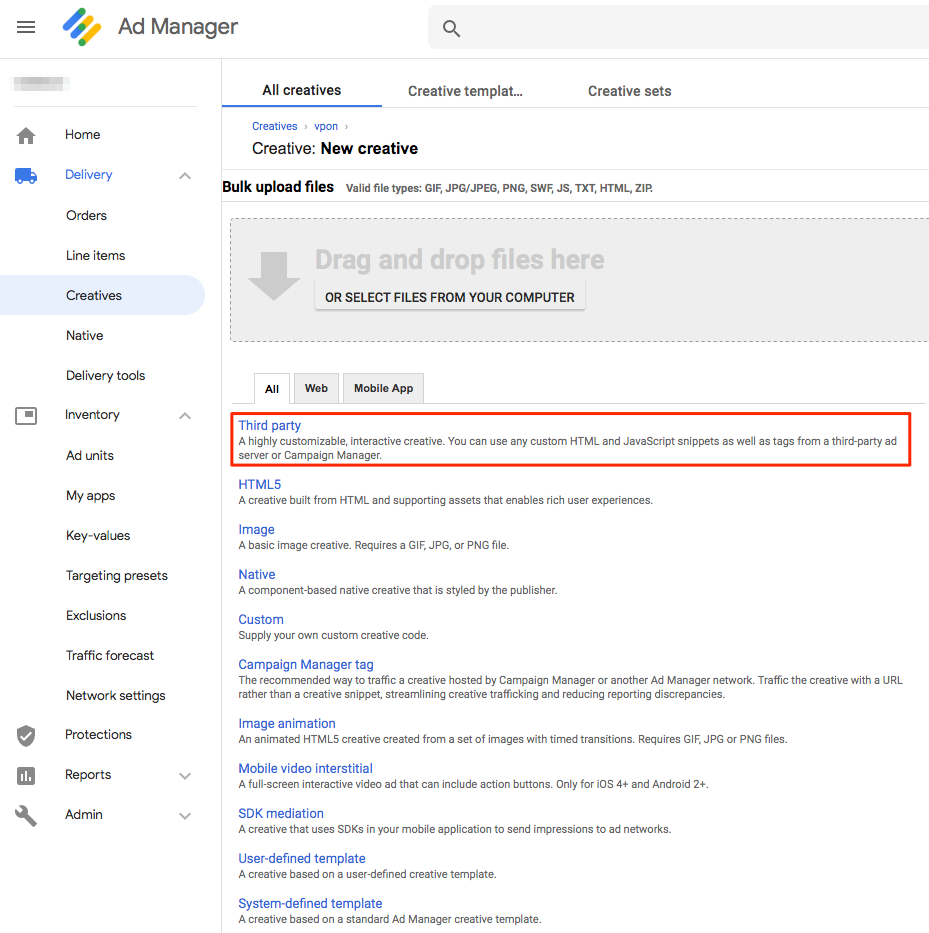 Ad Manager
All creatives
Creative templat...
Creative sets
Creatives › vpon ›
Creative: New creative
Bulk upload files Valid file types: GIF, JPG/JPEG, PNG, SWF, JS, TXT, HTML, ZIP.
Drag and drop files here
OR SELECT FILES FROM YOUR COMPUTER
Home
Delivery
Orders
Line items
Creatives
Native
Delivery tools
Inventory
Ad units
My apps
Key-values
Targeting presets
Exclusions
Traffic forecast
Network settings
Protections
Reports
Admin
All
Web
Mobile App
Third party
A highly customizable, interactive creative. You can use any custom HTML and JavaScript snippets as well as tags from a third-party ad
server or Campaign Manager.
HTML5
A creative built from HTML and supporting assets that enables rich user experiences.
Image
A basic image creative. Requires a GIF, JPG, or PNG file.
Native
A component-based native creative that is styled by the publisher.
Custom
Supply your own custom creative code.
Campaign Manager tag
The recommended way to traffic a creative hosted by Campaign Manager or another Ad Manager network. Traffic the creative with a URL
rather than a creative snippet, streamlining creative trafficking and reducing reporting discrepancies.
Image animation
An animated HTML5 creative created from a set of images with timed transitions. Requires GIF, JPG or PNG files.
Mobile video interstitial
A full-screen interactive video ad that can include action buttons. Only for iOS 4+ and Android 2+.
SDK mediation
A creative that uses SDKs in your mobile application to send impressions to ad networks.
User-defined template
A creative based on a user-defined creative template.
System-defined template
A creative based on a standard Ad Manager creative template.